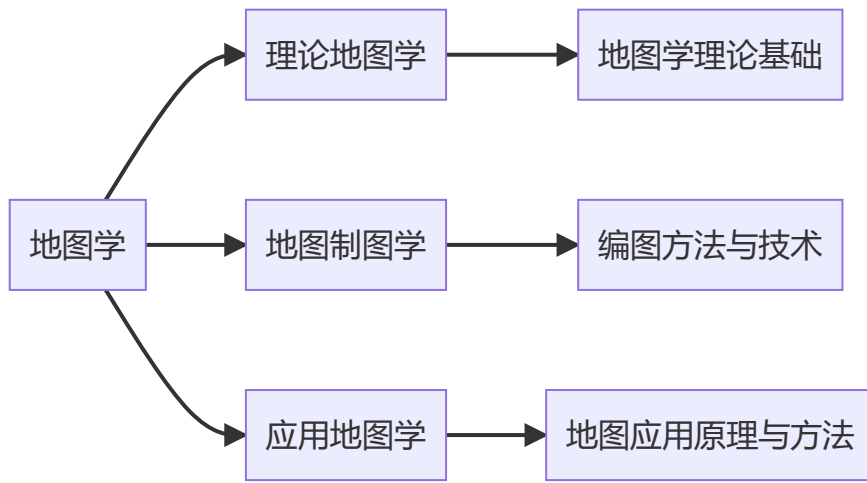 理论地图学
地图学理论基础
地图学
地图制图学
编图方法与技术
应用地图学
地图应用原理与方法